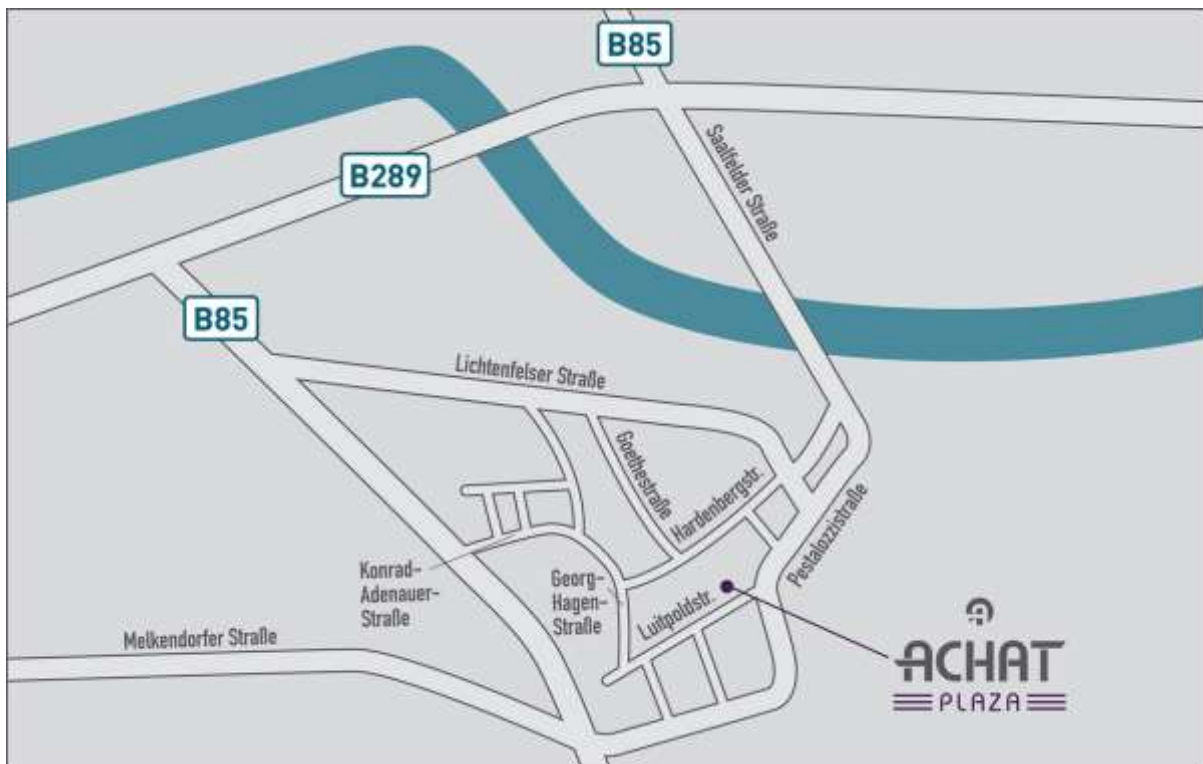 B85
Saalfelder Straße
B289
B85
Lichtenfelser Straße
Goethestraße
Hardenbergstr.
Pestalozzistraße
Konrad-
Adenauer-
Straße
Georg-
Hagen-
Straße
Luitpoldstr.
Melkendorfer Straße
ACHAT
PLAZA